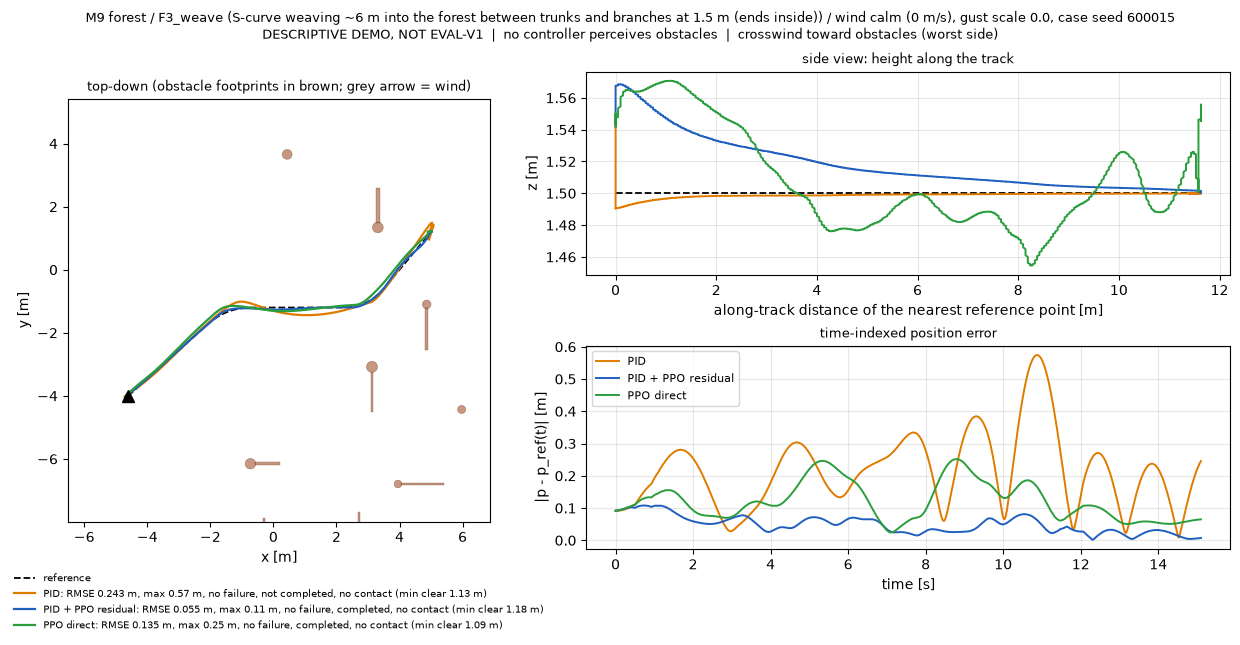 M9 forest / F3_weave (S-curve weaving ~6 m into the forest between trunks and branches at 1.5 m (ends inside)) / wind calm (0 m/s), gust scale 0.0, case seed 600015
DESCRIPTIVE DEMO, NOT EVAL-V1 | no controller perceives obstacles | crosswind toward obstacles (worst side)
top-down (obstacle footprints in brown; grey arrow = wind)
4
2
0
−2
−4
−6
y [m]
−6 −4 −2 0 2 4 6
x [m]
side view: height along the track
1.56
1.54
1.52
1.50
1.48
1.46
z [m]
0 2 4 6 8 10 12
along-track distance of the nearest reference point [m]
time-indexed position error
0.6
0.5
0.4
0.3
0.2
0.1
0.0
|p - p_ref(t)| [m]
PID
PID + PPO residual
PPO direct
0 2 4 6 8 10 12 14
time [s]
reference
PID: RMSE 0.243 m, max 0.57 m, no failure, not completed, no contact (min clear 1.13 m)
PID + PPO residual: RMSE 0.055 m, max 0.11 m, no failure, completed, no contact (min clear 1.18 m)
PPO direct: RMSE 0.135 m, max 0.25 m, no failure, completed, no contact (min clear 1.09 m)